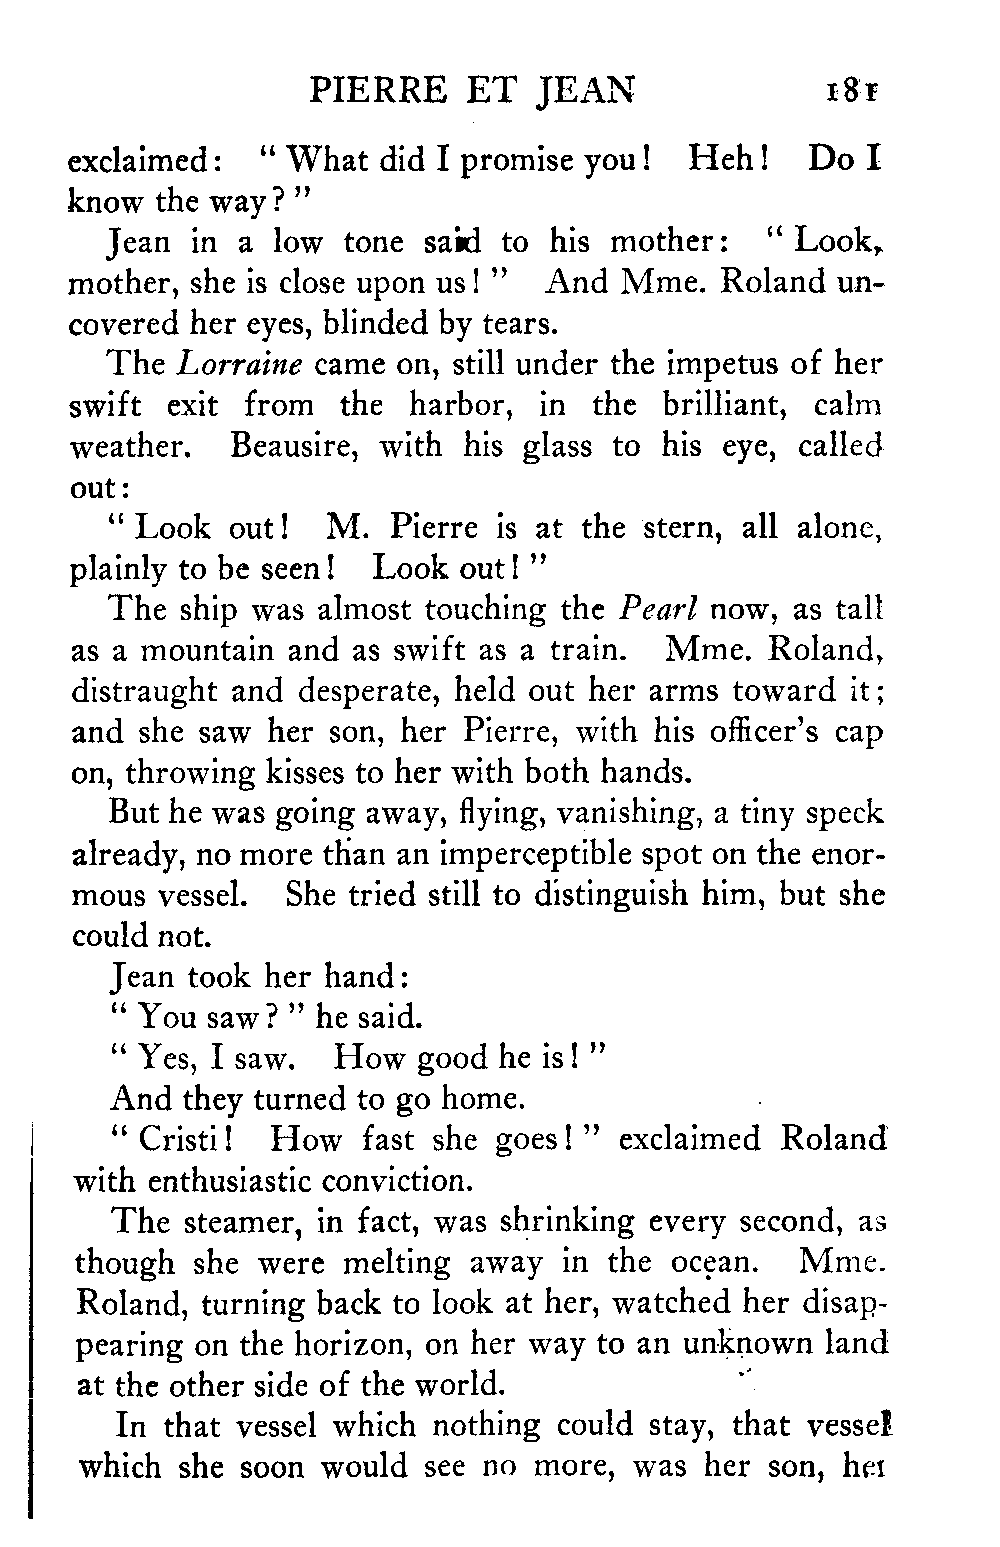 PIERRE ET JEAN 181
exclaimed: “ What did I promise you! Heh! Do I
know the way? ”
Jean in a low tone said to his mother: “ Look,
mother, she is close upon us! ” And Mme. Roland un-
covered her eyes, blinded by tears.
The Lorraine came on, still under the impetus of her
swift exit from the harbor, in the brilliant, calm
weather. Beausire, with his glass to his eye, called
out:
“ Look out! M. Pierre is at the stern, all alone,
plainly to be seen! Look out! ”
The ship was almost touching the Pearl now, as tall
as a mountain and as swift as a train. Mme. Roland,
distraught and desperate, held out her arms toward it;
and she saw her son, her Pierre, with his officer’s cap
on, throwing kisses to her with both hands.
But he was going away, flying, vanishing, a tiny speck
already, no more than an imperceptible spot on the enor-
mous vessel. She tried still to distinguish him, but she
could not.
Jean took her hand:
“ You saw? ” he said.
“ Yes, I saw. How good he is! ”
And they turned to go home.
“ Cristi! How fast she goes! ” exclaimed Roland
with enthusiastic conviction.
The steamer, in fact, was shrinking every second, as
though she were melting away in the ocean. Mme.
Roland, turning back to look at her, watched her disap-
pearing on the horizon, on her way to an unknown land
at the other side of the world.
In that vessel which nothing could stay, that vessel
which she soon would see no more, was her son, her